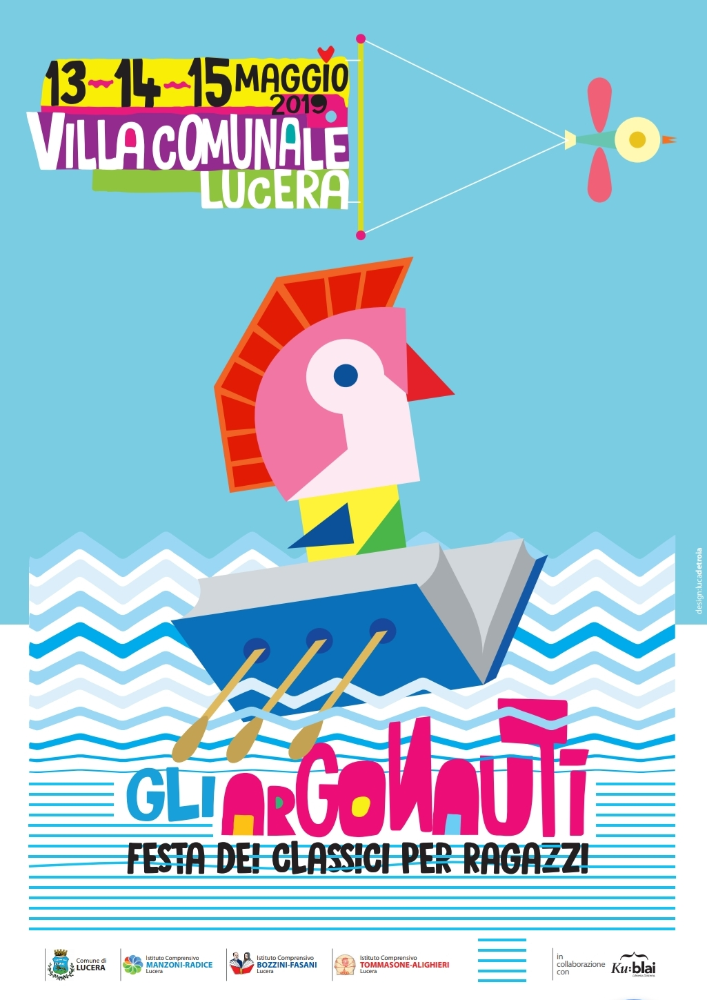 13-14-15 MAGGIO
2019
VILLA COMUNALE
LUCERA
design:lucadetroia
GLI ARGONAUTI
FESTA DEI CLASSICI PER RAGAZZI
Comune di
LUCERA
Istituto Comprensivo
MANZONI-RADICE
Lucera
Istituto Comprensivo
BOZZINI-FASANI
Lucera
Istituto Comprensivo
TOMMASONE-ALIGHIERI
Lucera
in
collaborazione
con
Ku:blai